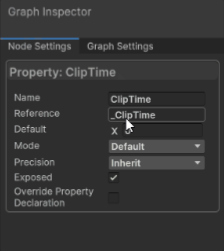 Graph Inspector
Node Settings Graph Settings
Property: ClipTime
Name ClipTime
Reference _ClipTime
Default X
Mode Default
Precision Inherit
Exposed
Override Property
Declaration